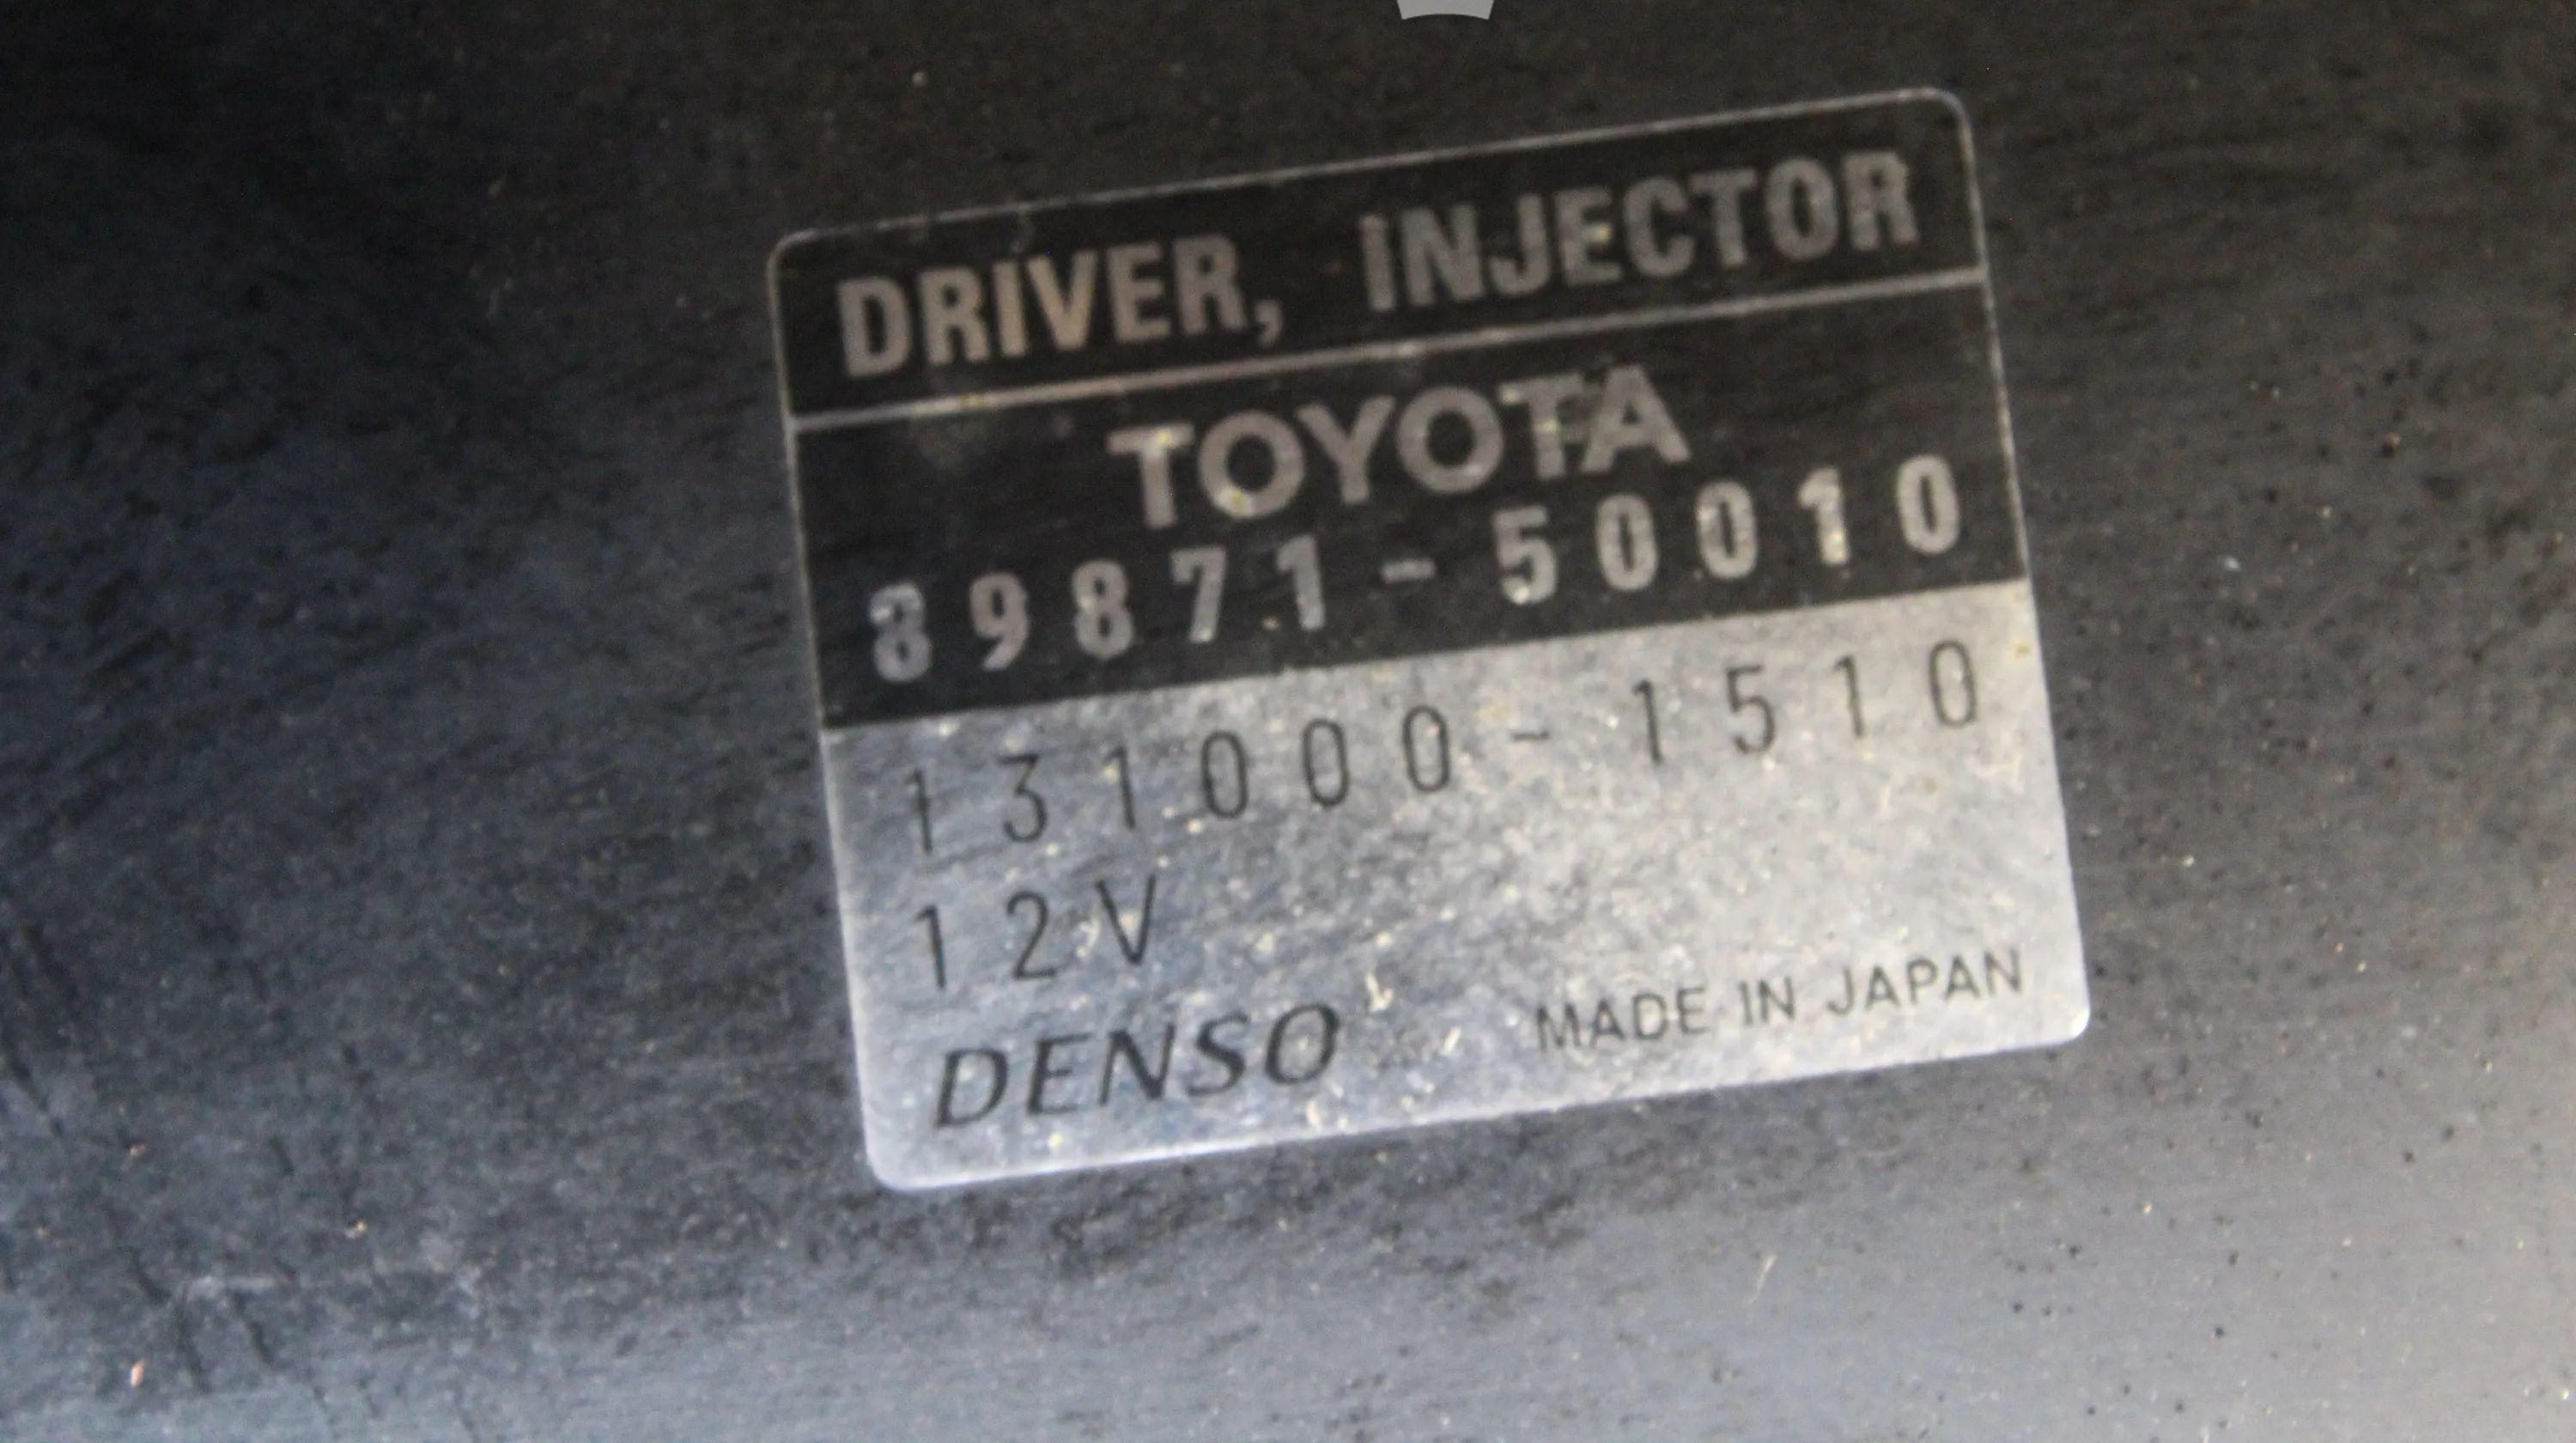 DRIVER, INJECTOR
TOYOTA
89871-50010
131000-1510
12V
DENSO MADE IN JAPAN